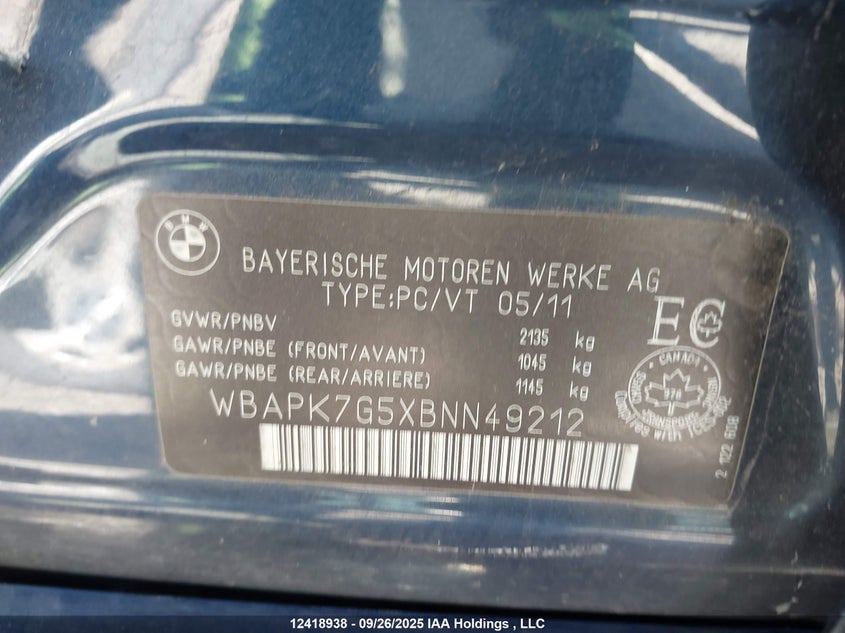 BMW
BAYERISCHE MOTOREN WERKE AG
TYPE:PC/VT 05/11
GVWR/PNBV 2135 kg
GAWR/PNBE (FRONT/AVANT) 1045 kg
GAWR/PNBE (REAR/ARRIERE) 1145 kg
WBAPK7G5XBNN49212
EC
CANADA
378
TRANSPORT
2 122 608
12418938 - 09/26/2025 IAA Holdings , LLC